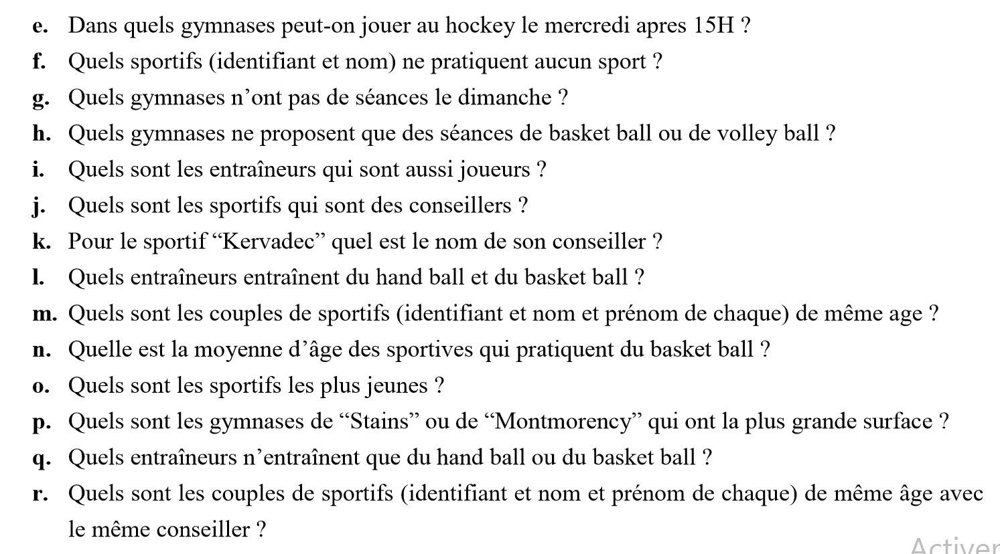 e. Dans quels gymnases peut-on jouer au hockey le mercredi apres 15H ?
f. Quels sportifs (identifiant et nom) ne pratiquent aucun sport ?
g. Quels gymnases n’ont pas de séances le dimanche ?
h. Quels gymnases ne proposent que des séances de basket ball ou de volley ball ?
i. Quels sont les entraîneurs qui sont aussi joueurs ?
j. Quels sont les sportifs qui sont des conseillers ?
k. Pour le sportif “Kervadec” quel est le nom de son conseiller ?
l. Quels entraîneurs entraînent du hand ball et du basket ball ?
m. Quels sont les couples de sportifs (identifiant et nom et prénom de chaque) de même age ?
n. Quelle est la moyenne d’âge des sportives qui pratiquent du basket ball ?
o. Quels sont les sportifs les plus jeunes ?
p. Quels sont les gymnases de “Stains” ou de “Montmorency” qui ont la plus grande surface ?
q. Quels entraîneurs n’entraînent que du hand ball ou du basket ball ?
r. Quels sont les couples de sportifs (identifiant et nom et prénom de chaque) de même âge avec
le même conseiller ?
Activer